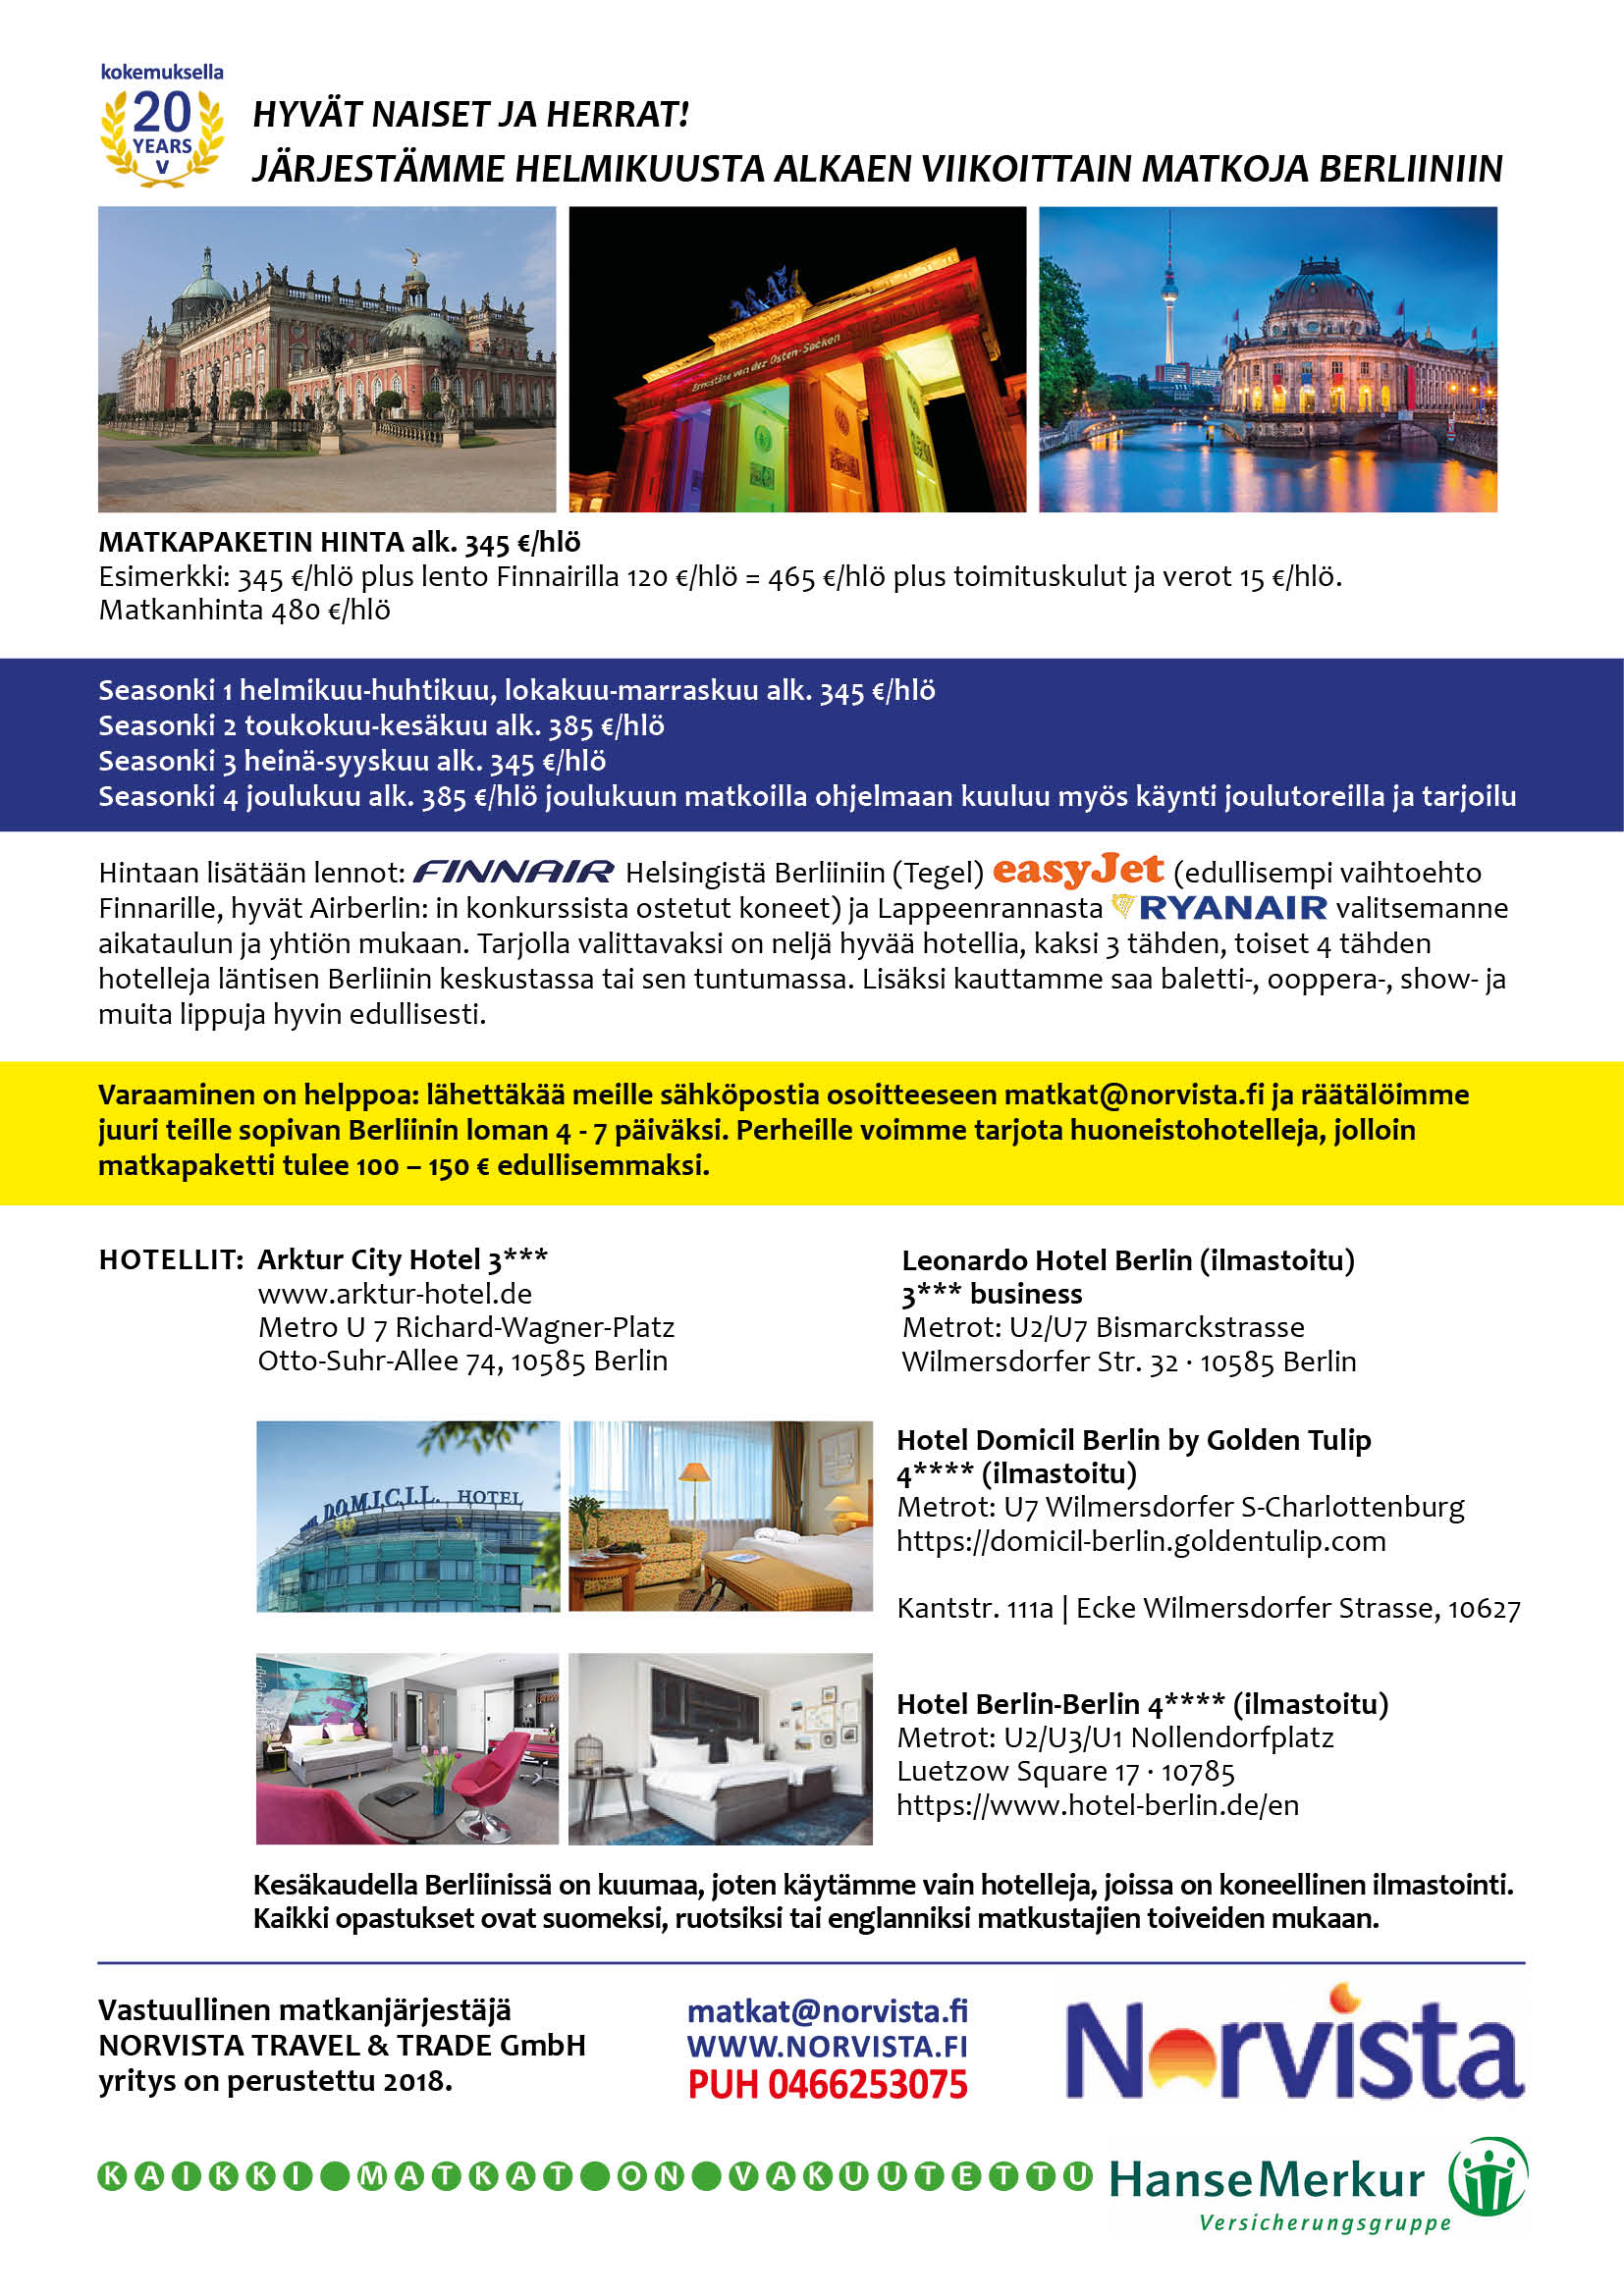 kokemuksella
20
YEARS
V
HYVÄT NAISET JA HERRAT!
JÄRJESTÄMME HELMIKUUSTA ALKAEN VIIKOITTAIN MATKOJA BERLIINIIN
Ernestine von der Osten-Sacken
MATKAPAKETIN HINTA alk. 345 €/hlö
Esimerkki: 345 €/hlö plus lento Finnairilla 120 €/hlö = 465 €/hlö plus toimituskulut ja verot 15 €/hlö.
Matkanhinta 480 €/hlö
Seasonki 1 helmikuu-huhtikuu, lokakuu-marraskuu alk. 345 €/hlö
Seasonki 2 toukokuu-kesäkuu alk. 385 €/hlö
Seasonki 3 heinä-syyskuu alk. 345 €/hlö
Seasonki 4 joulukuu alk. 385 €/hlö joulukuun matkoilla ohjelmaan kuuluu myös käynti joulutoreilla ja tarjoilu
Hintaan lisätään lennot: FINNAIR Helsingistä Berliiniin (Tegel) easyJet (edullisempi vaihtoehto
Finnarille, hyvät Airberlin: in konkurssista ostetut koneet) ja Lappeenrannasta RYANAIR valitsemanne
aikataulun ja yhtiön mukaan. Tarjolla valittavaksi on neljä hyvää hotellia, kaksi 3 tähden, toiset 4 tähden
hotelleja läntisen Berliinin keskustassa tai sen tuntumassa. Lisäksi kauttamme saa baletti-, ooppera-, show- ja
muita lippuja hyvin edullisesti.
Varaaminen on helppoa: lähettäkää meille sähköpostia osoitteeseen matkat@norvista.fi ja räätälöimme
juuri teille sopivan Berliinin loman 4 - 7 päiväksi. Perheille voimme tarjota huoneistohotelleja, jolloin
matkapaketti tulee 100 – 150 € edullisemmaksi.
HOTELLIT: Arktur City Hotel 3***
www.arktur-hotel.de
Metro U 7 Richard-Wagner-Platz
Otto-Suhr-Allee 74, 10585 Berlin
Leonardo Hotel Berlin (ilmastoitu)
3*** business
Metrot: U2/U7 Bismarckstrasse
Wilmersdorfer Str. 32 · 10585 Berlin
D.O.M.I.C.I.L. HOTEL
Hotel Domicil Berlin by Golden Tulip
4**** (ilmastoitu)
Metrot: U7 Wilmersdorfer S-Charlottenburg
https://domicil-berlin.goldentulip.com
Kantstr. 111a | Ecke Wilmersdorfer Strasse, 10627
Hotel Berlin-Berlin 4**** (ilmastoitu)
Metrot: U2/U3/U1 Nollendorfplatz
Luetzow Square 17 · 10785
https://www.hotel-berlin.de/en
Kesäkaudella Berliinissä on kuumaa, joten käytämme vain hotelleja, joissa on koneellinen ilmastointi.
Kaikki opastukset ovat suomeksi, ruotsiksi tai englanniksi matkustajien toiveiden mukaan.
Vastuullinen matkanjärjestäjä
NORVISTA TRAVEL & TRADE GmbH
yritys on perustettu 2018.
matkat@norvista.fi
WWW.NORVISTA.FI
PUH 0466253075
Norvista
KAIKKI MATKAT ON VAKUUTETTU
HanseMerkur
Versicherungsgruppe